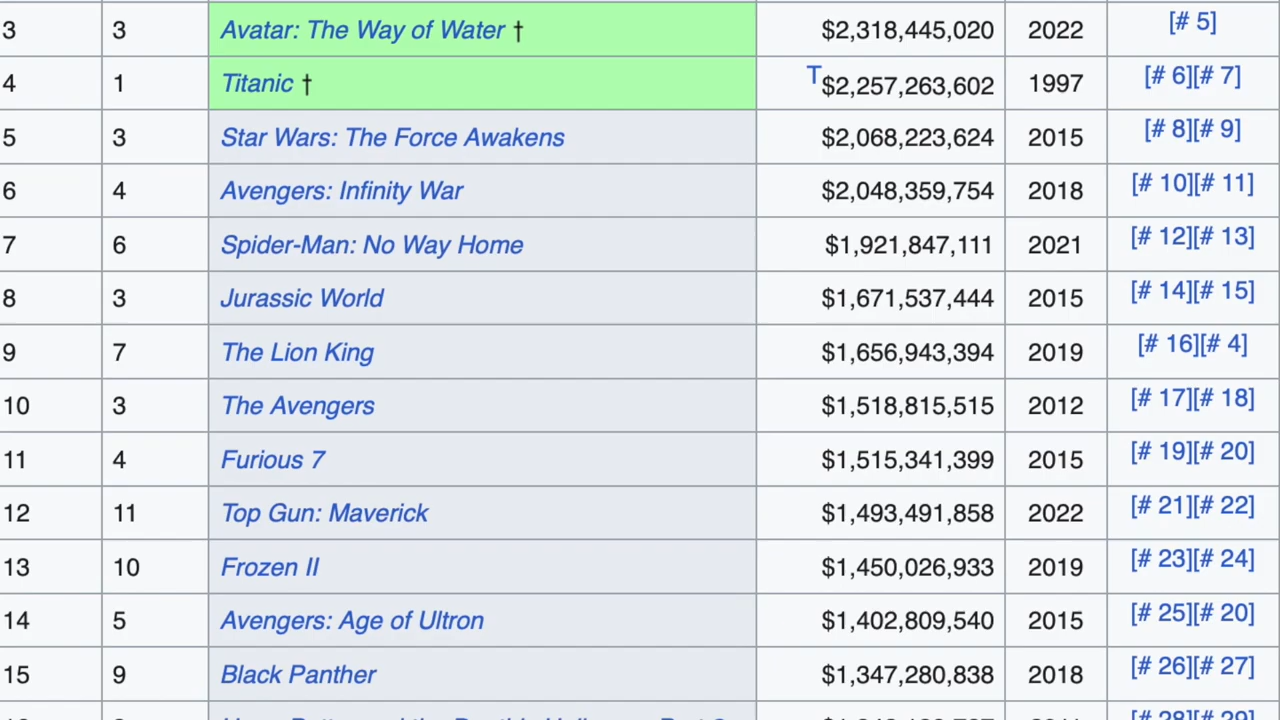 3 3 Avatar: The Way of Water † $2,318,445,020 2022 [# 5]
4 1 Titanic † T$2,257,263,602 1997 [# 6][# 7]
5 3 Star Wars: The Force Awakens $2,068,223,624 2015 [# 8][# 9]
6 4 Avengers: Infinity War $2,048,359,754 2018 [# 10][# 11]
7 6 Spider-Man: No Way Home $1,921,847,111 2021 [# 12][# 13]
8 3 Jurassic World $1,671,537,444 2015 [# 14][# 15]
9 7 The Lion King $1,656,943,394 2019 [# 16][# 4]
10 3 The Avengers $1,518,815,515 2012 [# 17][# 18]
11 4 Furious 7 $1,515,341,399 2015 [# 19][# 20]
12 11 Top Gun: Maverick $1,493,491,858 2022 [# 21][# 22]
13 10 Frozen II $1,450,026,933 2019 [# 23][# 24]
14 5 Avengers: Age of Ultron $1,402,809,540 2015 [# 25][# 20]
15 9 Black Panther $1,347,280,838 2018 [# 26][# 27]